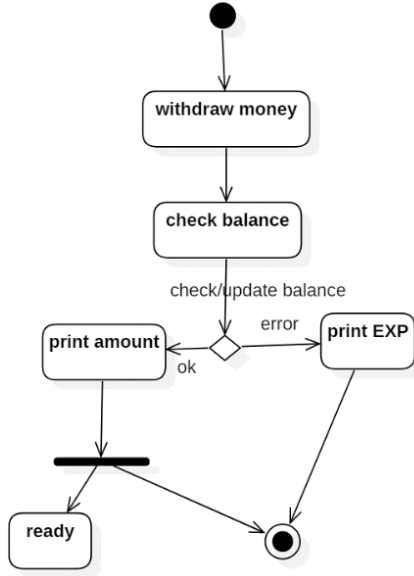 withdraw money
check balance
check/update balance
error
print EXP
print amount
ok
ready